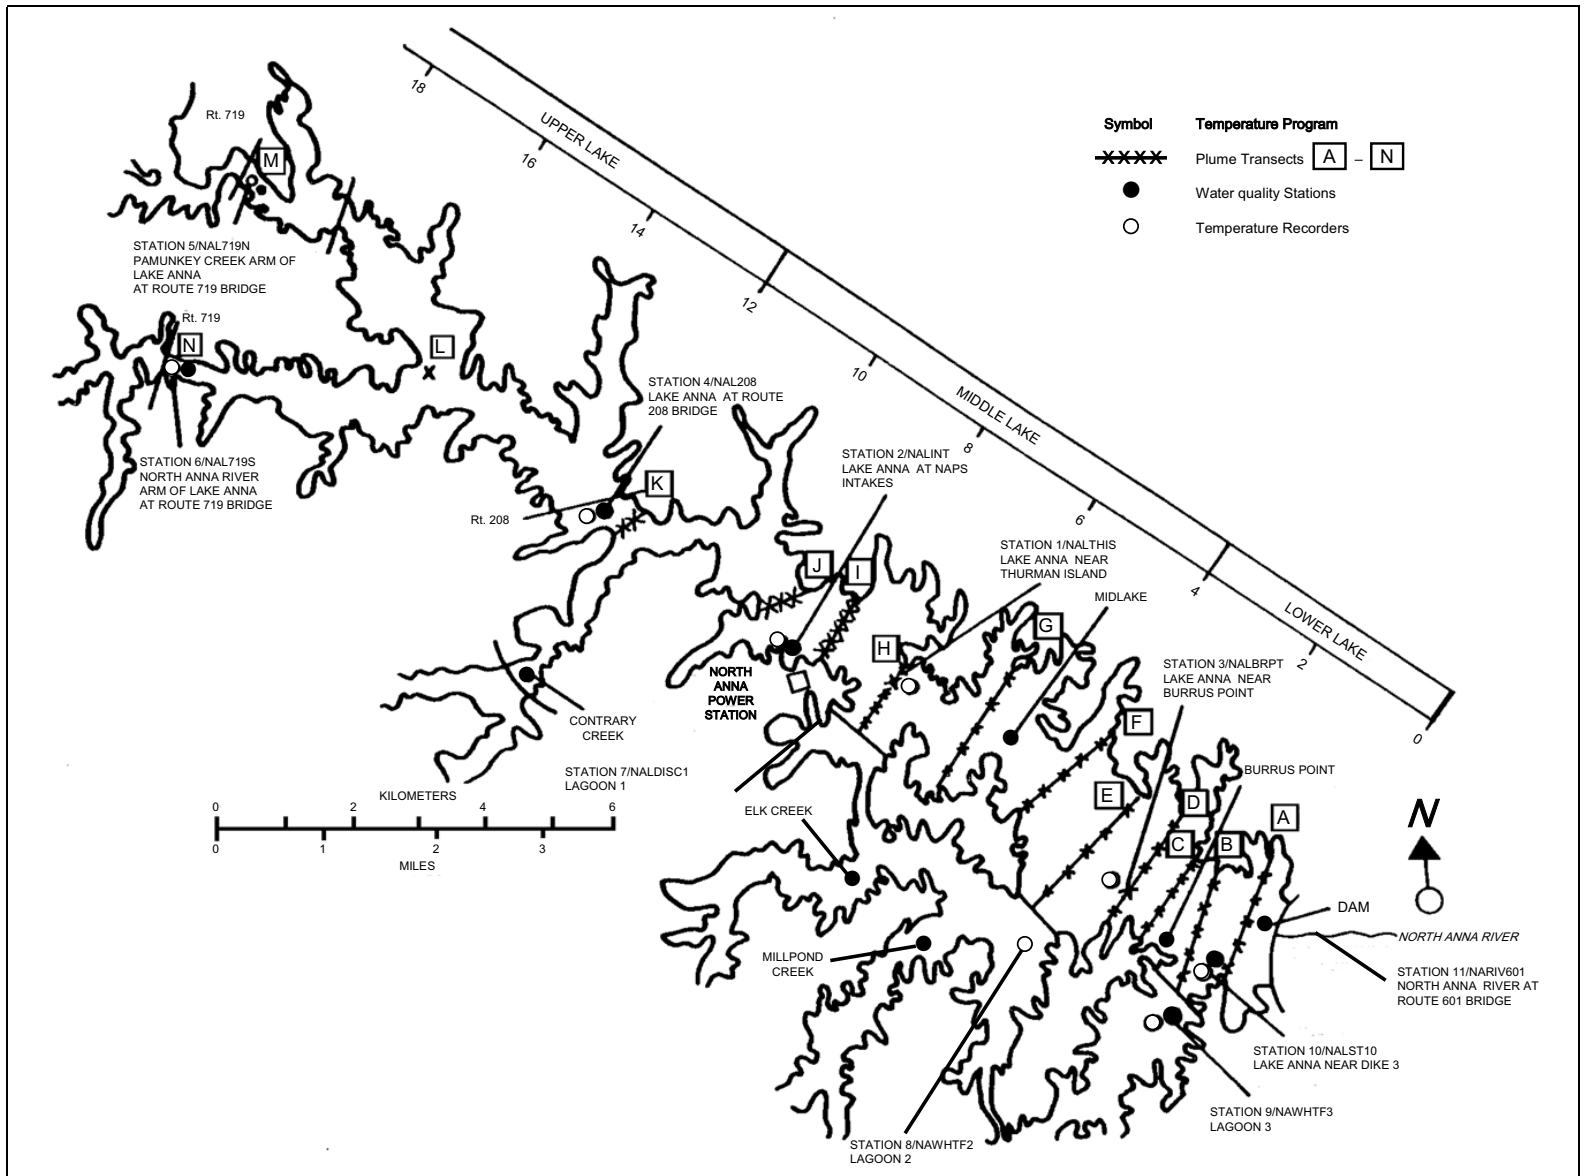 18
UPPER LAKE
16
14
12
10
MIDDLE LAKE
8
6
4
LOWER LAKE
2
0
Symbol Temperature Program
Plume Transects A – N
Water quality Stations
Temperature Recorders
Rt. 719
M
STATION 5/NAL719N
PAMUNKEY CREEK ARM OF
LAKE ANNA
AT ROUTE 719 BRIDGE
Rt. 719
N
L
STATION 6/NAL719S
NORTH ANNA RIVER
ARM OF LAKE ANNA
AT ROUTE 719 BRIDGE
STATION 4/NAL208
LAKE ANNA AT ROUTE
208 BRIDGE
K
Rt. 208
STATION 2/NALINT
LAKE ANNA AT NAPS
INTAKES
J
I
STATION 1/NALTHIS
LAKE ANNA NEAR
THURMAN ISLAND
MIDLAKE
G
H
NORTH
ANNA
POWER
STATION
CONTRARY
CREEK
STATION 7/NALDISC1
LAGOON 1
STATION 3/NALBRPT
LAKE ANNA NEAR
BURRUS POINT
F
BURRUS POINT
E
D
A
C
B
KILOMETERS
0 2 4 6
0 1 2 3
MILES
ELK CREEK
MILLPOND
CREEK
N
DAM
NORTH ANNA RIVER
STATION 11/NARIV601
NORTH ANNA RIVER AT
ROUTE 601 BRIDGE
STATION 10/NALST10
LAKE ANNA NEAR DIKE 3
STATION 9/NAWHTF3
LAGOON 3
STATION 8/NAWHTF2
LAGOON 2